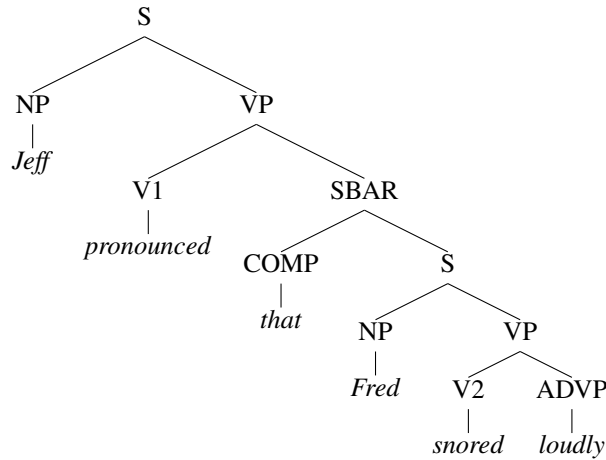 S
NP VP
Jeff
V1 SBAR
pronounced
COMP S
that
NP VP
Fred
V2 ADVP
snored loudly